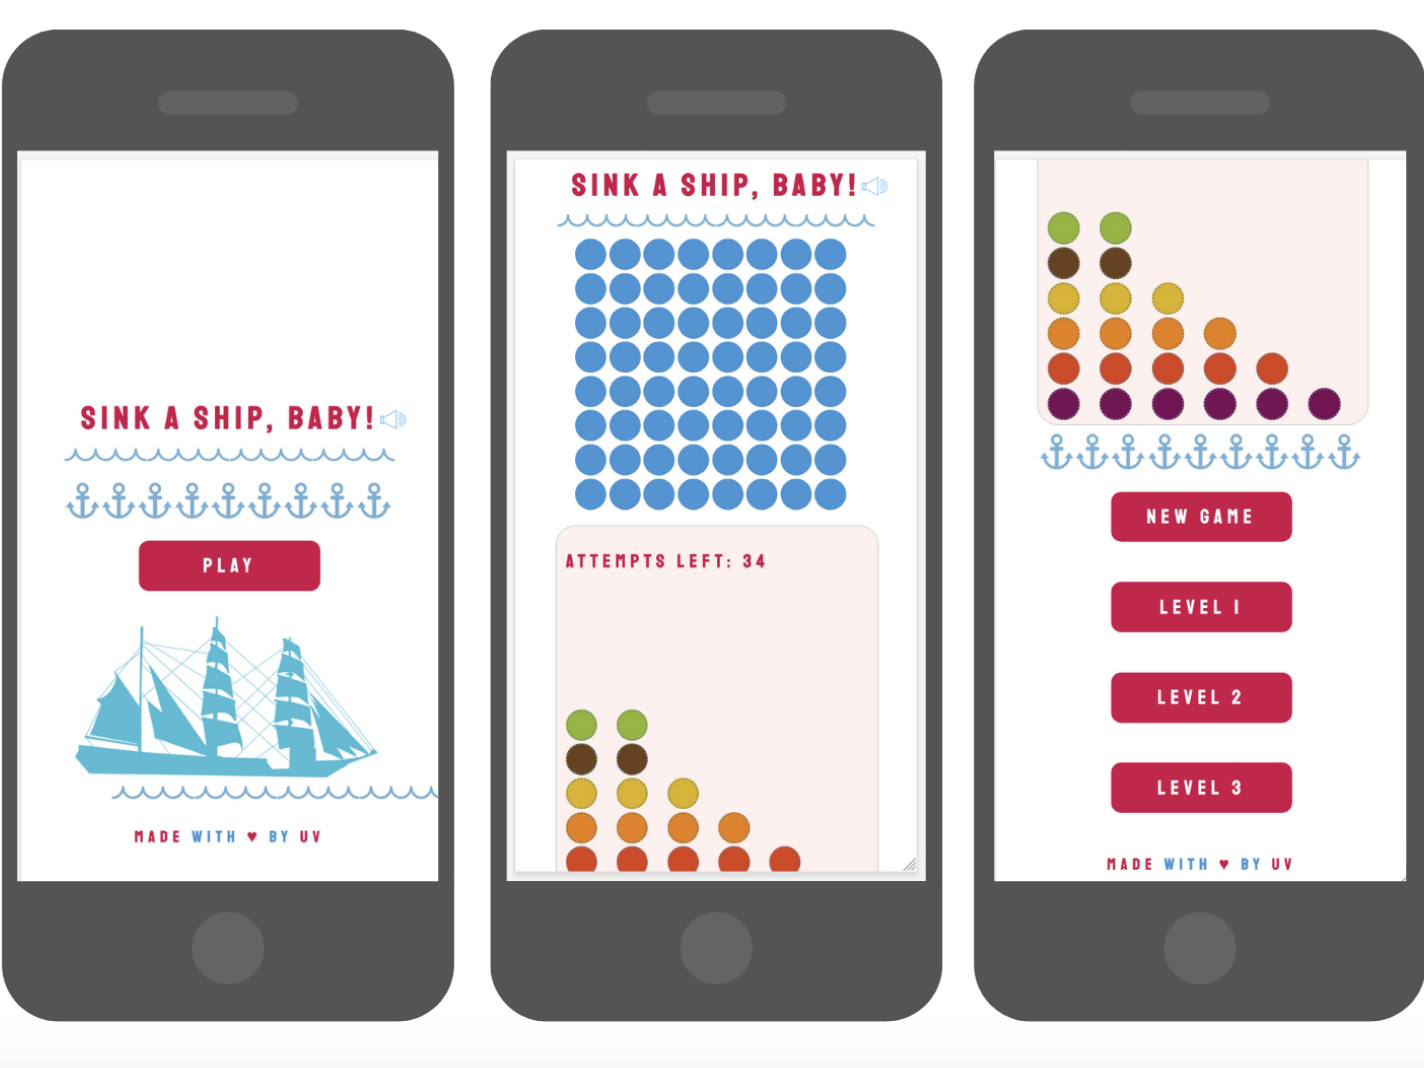 SINK A SHIP, BABY!
PLAY
MADE WITH ♥ BY UV
SINK A SHIP, BABY!
ATTEMPTS LEFT: 34
NEW GAME
LEVEL 1
LEVEL 2
LEVEL 3
MADE WITH ♥ BY UV